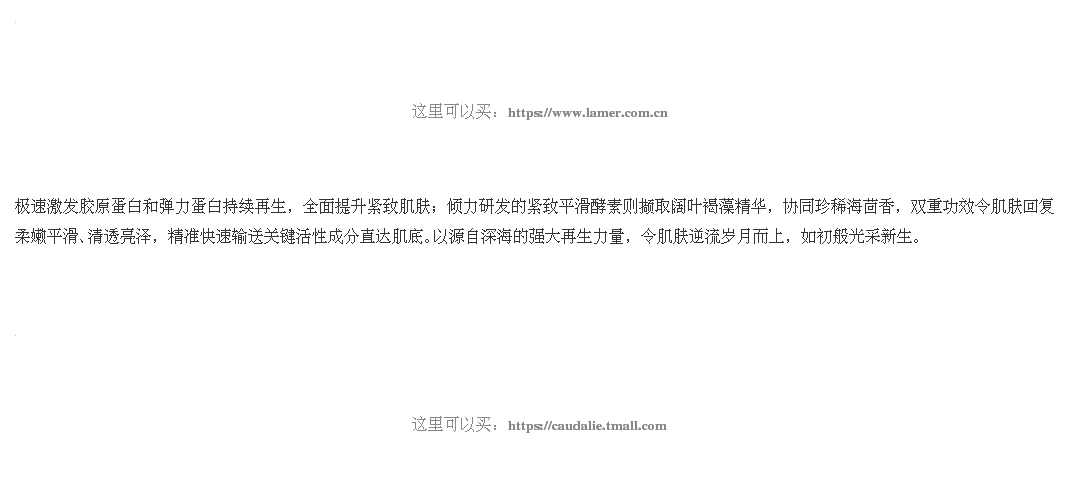 这里可以买：https://www.lamer.com.cn
极速激发胶原蛋白和弹力蛋白持续再生，全面提升紧致肌肤；倾力研发的紧致平滑酵素则撷取阔叶褐藻精华，协同珍稀海茴香，双重功效令肌肤回复
柔嫩平滑、清透亮泽，精准快速输送关键活性成分直达肌底。以源自深海的强大再生力量，令肌肤逆流岁月而上，如初般光采新生。
这里可以买：https://caudalie.tmall.com